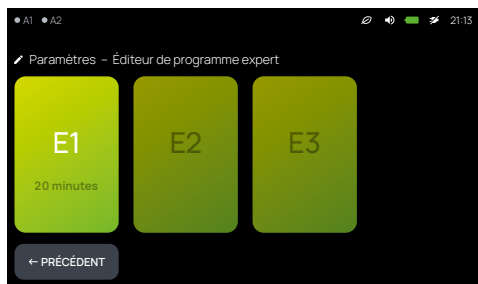 A1 A2 21:13
Paramètres – Éditeur de programme expert
E1 E2 E3
20 minutes
← PRÉCÉDENT